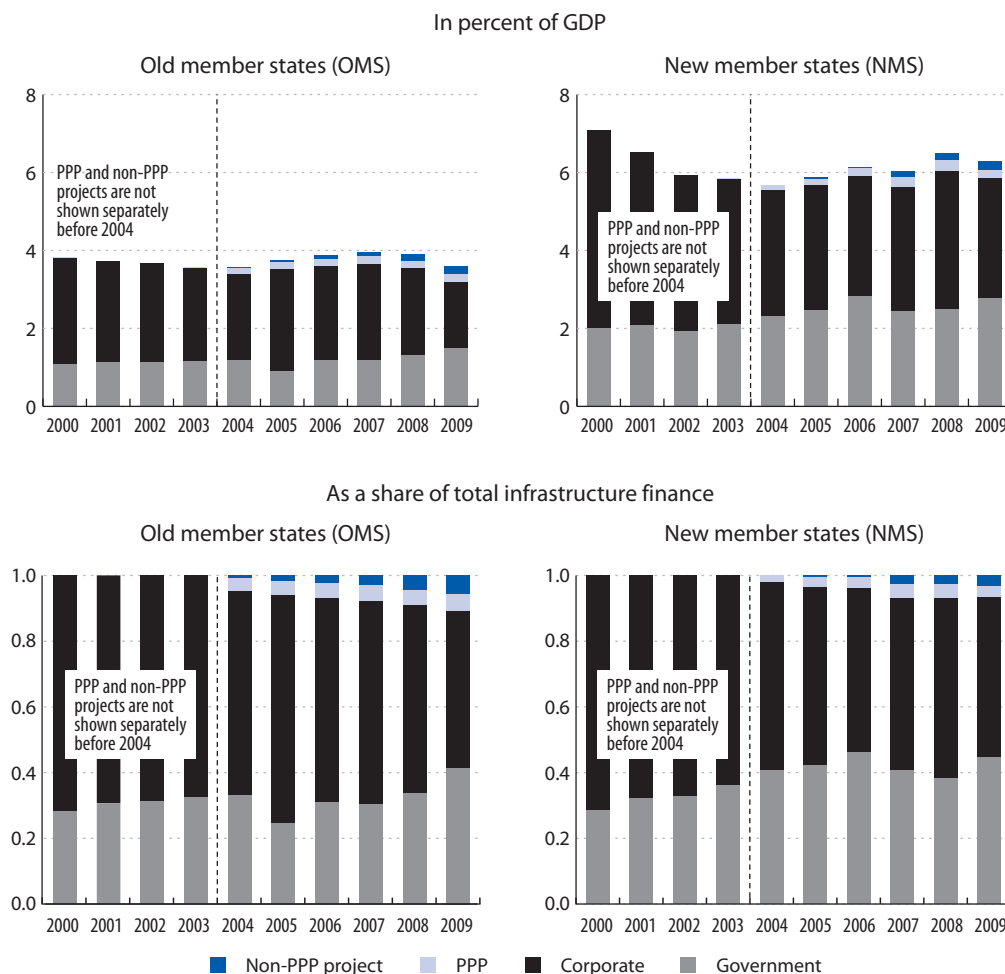 In percent of GDP
Old member states (OMS)
8
6
4
2
0
PPP and non-PPP
projects are not
shown separately
before 2004
2000 2001 2002 2003 2004 2005 2006 2007 2008 2009
New member states (NMS)
8
6
4
2
0
PPP and non-PPP
projects are not
shown separately
before 2004
2000 2001 2002 2003 2004 2005 2006 2007 2008 2009
As a share of total infrastructure finance
Old member states (OMS)
1.0
0.8
0.6
0.4
0.2
0.0
PPP and non-PPP
projects are not
shown separately
before 2004
2000 2001 2002 2003 2004 2005 2006 2007 2008 2009
New member states (NMS)
1.0
0.8
0.6
0.4
0.2
0.0
PPP and non-PPP
projects are not
shown separately
before 2004
2000 2001 2002 2003 2004 2005 2006 2007 2008 2009
Non-PPP project PPP Corporate Government